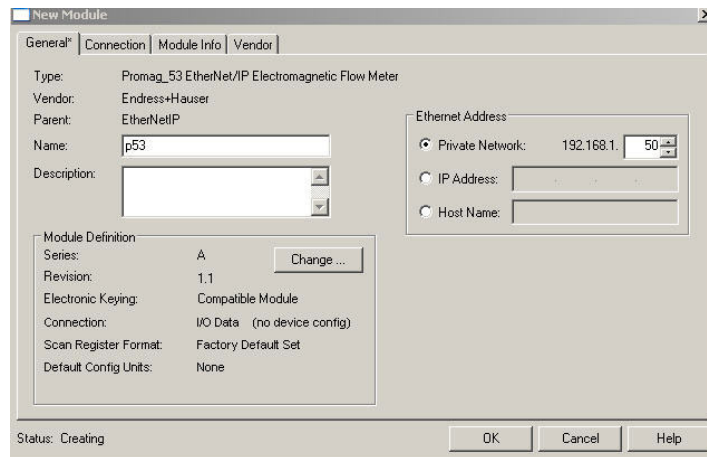 New Module
General* Connection Module Info Vendor
Type: Promag_53 EtherNet/IP Electromagnetic Flow Meter
Vendor: Endress+Hauser
Parent: EtherNetIP
Name: p53
Description:
Ethernet Address
Private Network: 192.168.1. 50
IP Address:
Host Name:
Module Definition
Series: A Change ...
Revision: 1.1
Electronic Keying: Compatible Module
Connection: I/O Data (no device config)
Scan Register Format: Factory Default Set
Default Config Units: None
Status: Creating OK Cancel Help